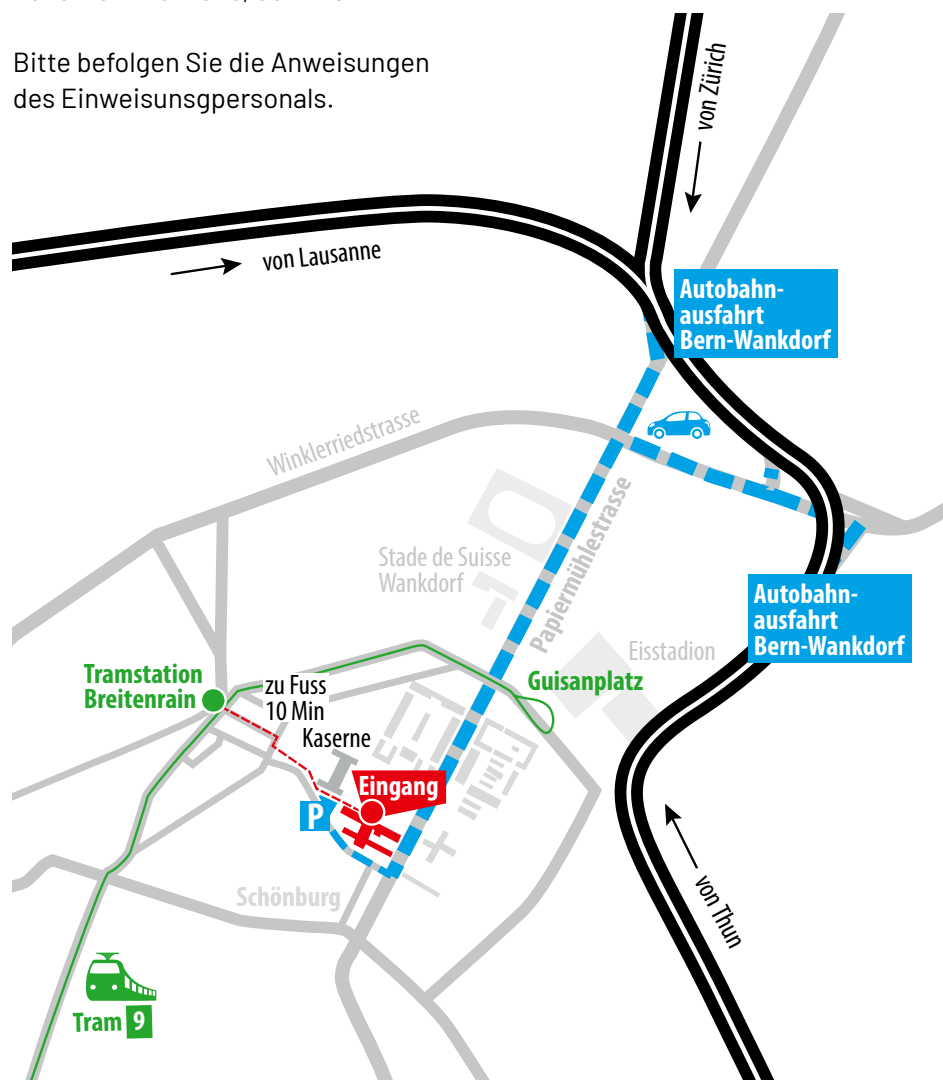 Bitte befolgen Sie die Anweisungen
des Einweisunsgpersonals.
von Zürich
von Lausanne
Autobahn-
ausfahrt
Bern-Wankdorf
Winklerriedstrasse
Papiermühlestrasse
Stade de Suisse
Wankdorf
Autobahn-
ausfahrt
Bern-Wankdorf
Eisstadion
Tramstation
Breitenrain
zu Fuss
10 Min
Kaserne
Guisanplatz
Eingang
P
Schönburg
von Thun
Tram 9